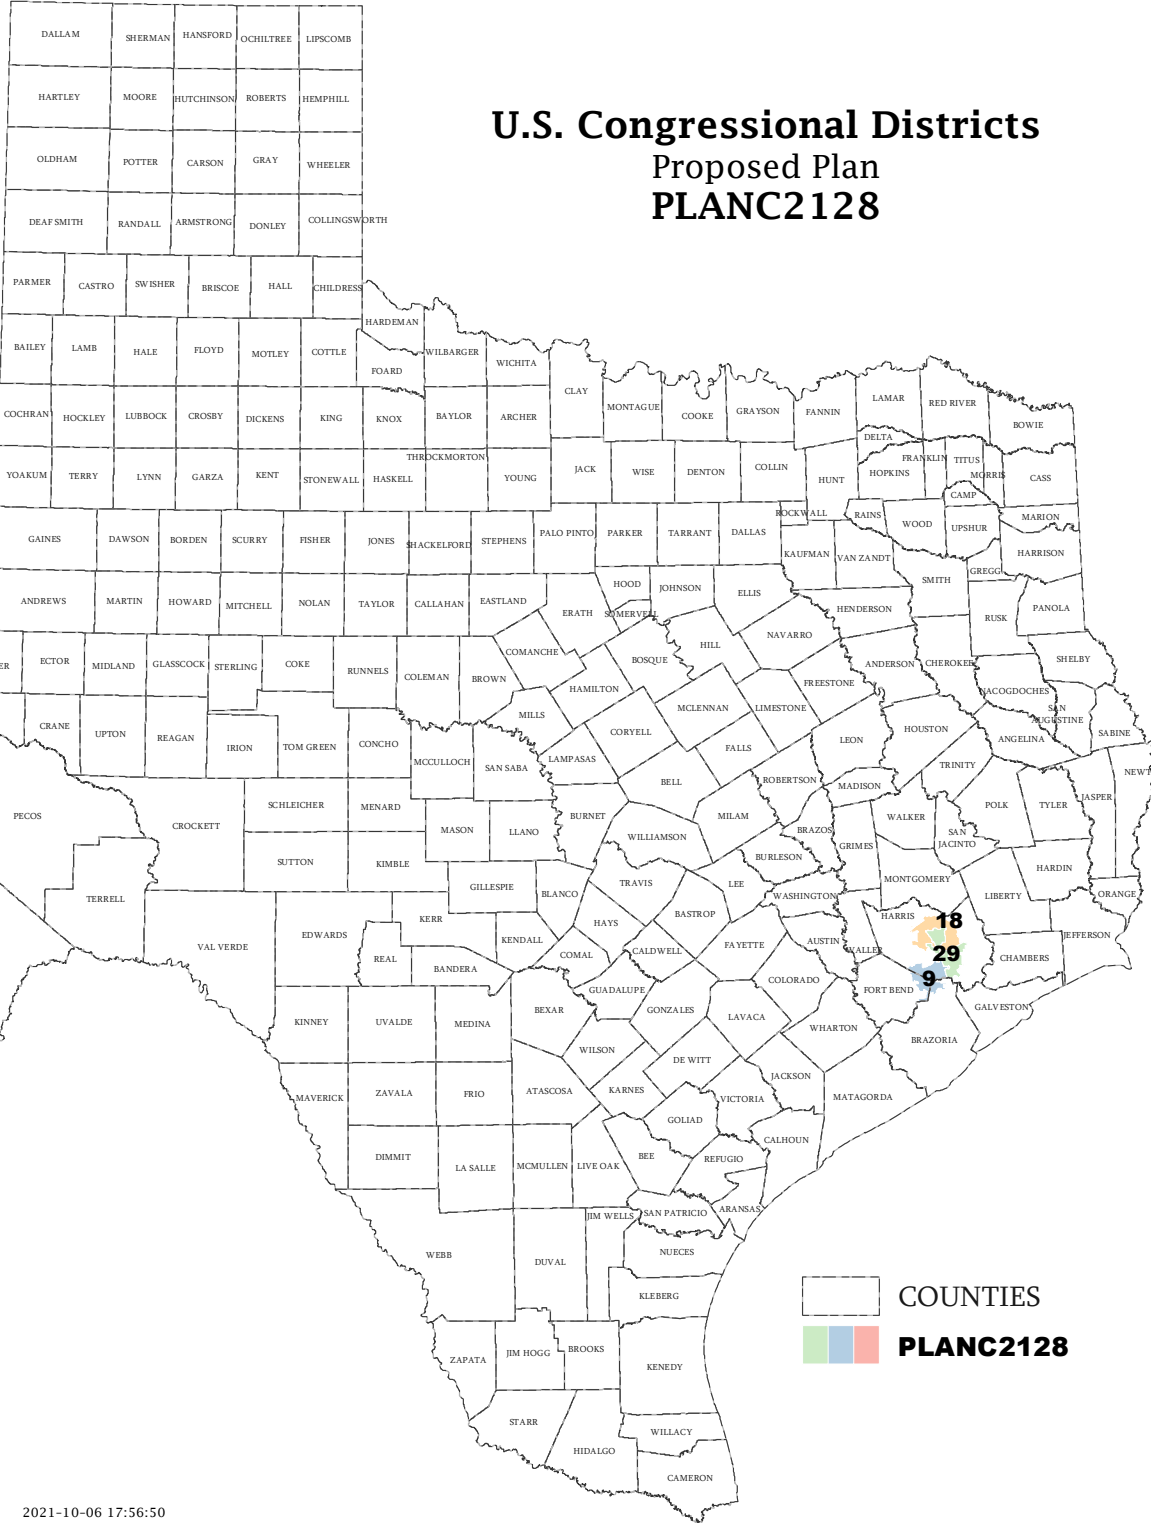 U.S. Congressional Districts
Proposed Plan
PLANC2128
DALLAM
SHERMAN
HANSFORD
OCHILTREE
LIPSCOMB
HARTLEY
MOORE
HUTCHINSON
ROBERTS
HEMPHILL
OLDHAM
POTTER
CARSON
GRAY
WHEELER
DEAF SMITH
RANDALL
ARMSTRONG
DONLEY
COLLINGSWORTH
PARMER
CASTRO
SWISHER
BRISCOE
HALL
CHILDRESS
HARDEMAN
BAILEY
LAMB
HALE
FLOYD
MOTLEY
COTTLE
FOARD
WILBARGER
WICHITA
CLAY
COCHRAN
HOCKLEY
LUBBOCK
CROSBY
DICKENS
KING
KNOX
BAYLOR
ARCHER
MONTAGUE
COOKE
GRAYSON
FANNIN
LAMAR
RED RIVER
BOWIE
DELTA
YOAKUM
TERRY
LYNN
GARZA
KENT
STONEWALL
HASKELL
THROCKMORTON
YOUNG
JACK
WISE
DENTON
COLLIN
HUNT
HOPKINS
FRANKLIN
TITUS
MORRIS
CASS
CAMP
GAINES
DAWSON
BORDEN
SCURRY
FISHER
JONES
SHACKELFORD
STEPHENS
PALO PINTO
PARKER
TARRANT
DALLAS
ROCKWALL
RAINS
WOOD
UPSHUR
MARION
KAUFMAN
VAN ZANDT
HARRISON
GREGG
SMITH
ANDREWS
MARTIN
HOWARD
MITCHELL
NOLAN
TAYLOR
CALLAHAN
EASTLAND
ERATH
HOOD
SOMERVELL
JOHNSON
ELLIS
HENDERSON
RUSK
PANOLA
NAVARRO
HILL
ER
ECTOR
MIDLAND
GLASSCOCK
STERLING
COKE
RUNNELS
COLEMAN
BROWN
COMANCHE
BOSQUE
ANDERSON
CHEROKEE
SHELBY
HAMILTON
FREESTONE
NACOGDOCHES
CRANE
UPTON
REAGAN
IRION
TOM GREEN
CONCHO
MILLS
CORYELL
MCLENNAN
LIMESTONE
SAN
AUGUSTINE
SABINE
LEON
HOUSTON
ANGELINA
MCCULLOCH
SAN SABA
LAMPASAS
FALLS
BELL
ROBERTSON
MADISON
TRINITY
NEWT
PECOS
CROCKETT
SCHLEICHER
MENARD
MASON
LLANO
BURNET
WILLIAMSON
MILAM
BRAZOS
GRIMES
WALKER
SAN
JACINTO
POLK
TYLER
JASPER
SUTTON
KIMBLE
BURLESON
MONTGOMERY
HARDIN
LIBERTY
ORANGE
TERRELL
GILLESPIE
BLANCO
TRAVIS
LEE
WASHINGTON
BASTROP
HARRIS
18
VAL VERDE
EDWARDS
KERR
KENDALL
HAYS
CALDWELL
FAYETTE
AUSTIN
WALLER
29
JEFFERSON
CHAMBERS
REAL
BANDERA
COMAL
GUADALUPE
COLORADO
FORT BEND
9
KINNEY
UVALDE
MEDINA
BEXAR
GONZALES
LAVACA
WHARTON
GALVESTON
BRAZORIA
WILSON
DE WITT
JACKSON
MAVERICK
ZAVALA
FRIO
ATASCOSA
KARNES
VICTORIA
MATAGORDA
GOLIAD
CALHOUN
DIMMIT
LA SALLE
MCMULLEN
LIVE OAK
BEE
REFUGIO
ARANSAS
SAN PATRICIO
JIM WELLS
WEBB
DUVAL
NUECES
KLEBERG
ZAPATA
JIM HOGG
BROOKS
KENEDY
STARR
HIDALGO
WILLACY
CAMERON
COUNTIES
PLANC2128
2021-10-06 17:56:50